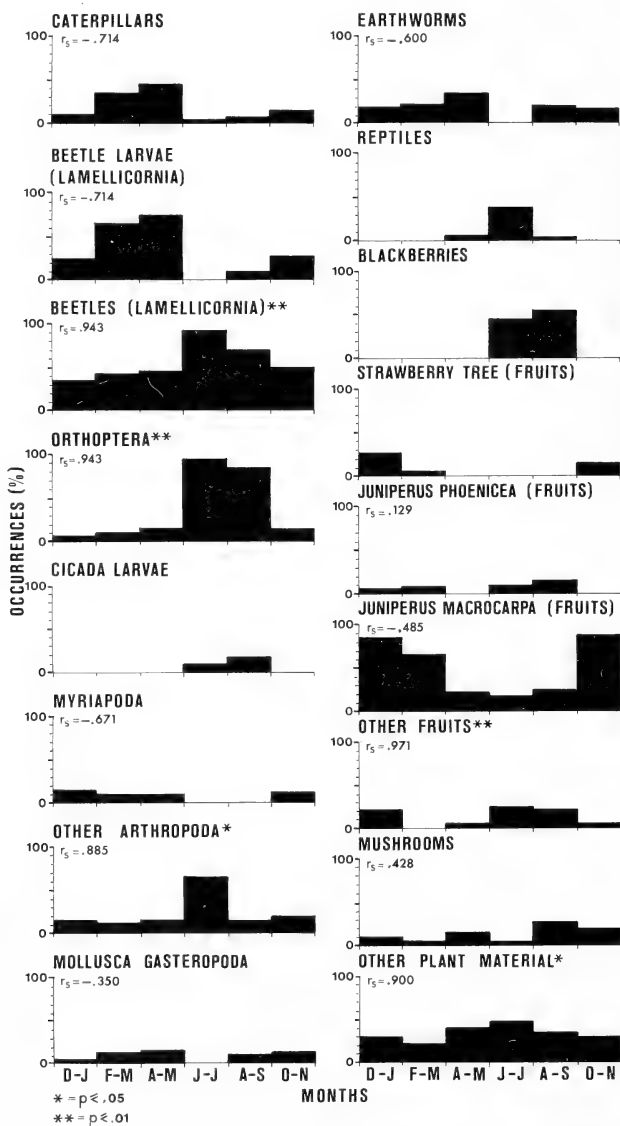 CATERPILLARS
rs=-.714
100
0
BEETLE LARVAE
(LAMELLICORNIA)
rs=-.714
100
0
BEETLES (LAMELLICORNIA)**
rs=.943
100
0
ORTHOPTERA**
rs=.943
100
0
CICADA LARVAE
100
0
MYRIAPODA
rs=-.671
100
0
OTHER ARTHROPODA*
rs=.885
100
0
MOLLUSCA GASTEROPODA
rs=-.350
100
0
D-J F-M A-M J-J A-S O-N
OCCURRENCES (%)
EARTHWORMS
rs=-.600
100
0
REPTILES
100
0
BLACKBERRIES
100
0
STRAWBERRY TREE (FRUITS)
100
0
JUNIPERUS PHOENICEA (FRUITS)
rs=.129
100
0
JUNIPERUS MACROCARPA (FRUITS)
rs=-.485
100
0
OTHER FRUITS**
rs=.971
100
0
MUSHROOMS
rs=.428
100
0
OTHER PLANT MATERIAL*
rs=.900
100
0
D-J F-M A-M J-J A-S O-N
MONTHS
* = p⩽.05
** = p⩽.01